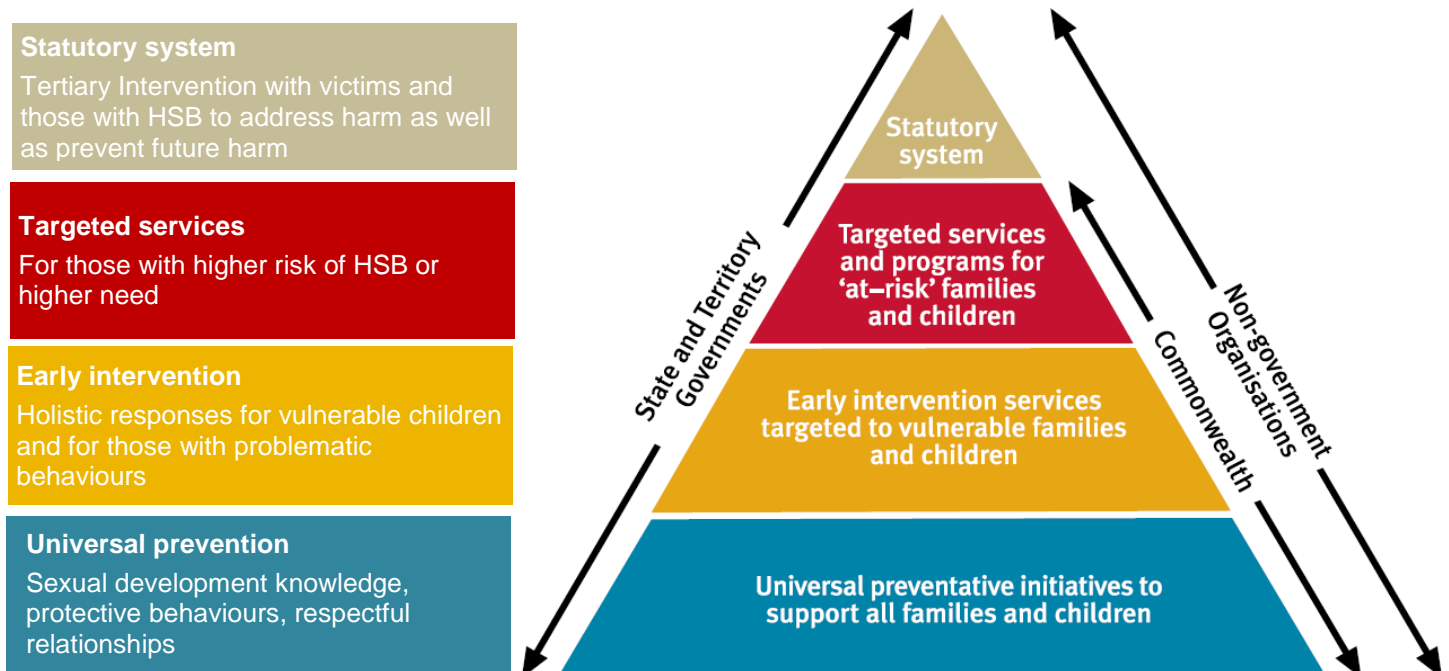 Statutory system
Tertiary Intervention with victims and
those with HSB to address harm as well
as prevent future harm
Targeted services
For those with higher risk of HSB or
higher need
Early intervention
Holistic responses for vulnerable children
and for those with problematic
behaviours
Universal prevention
Sexual development knowledge,
protective behaviours, respectful
relationships
Statutory
system
Targeted services
and programs for
‘at–risk’ families
and children
Early intervention services
targeted to vulnerable families
and children
Universal preventative initiatives to
support all families and children
State and Territory
Governments
Commonwealth
Non-government
Organisations